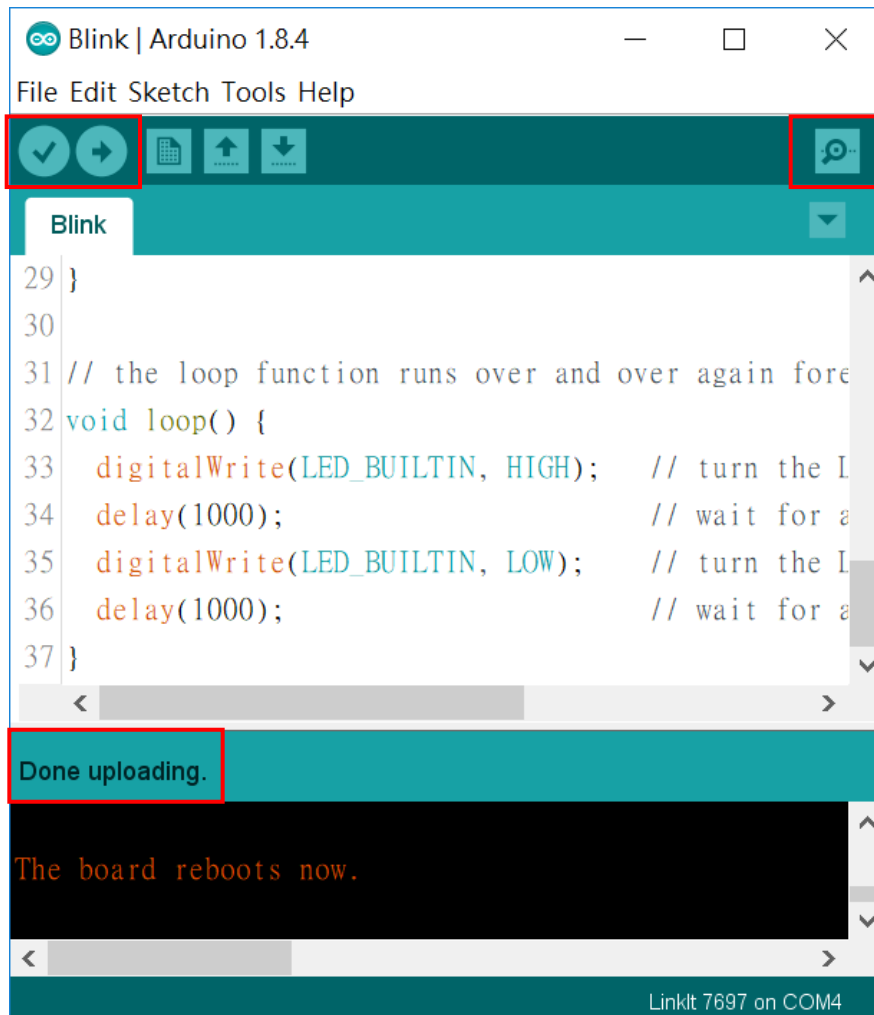 Blink | Arduino 1.8.4
File Edit Sketch Tools Help
Blink
29 }
30
31 // the loop function runs over and over again fore
32 void loop() {
33   digitalWrite(LED_BUILTIN, HIGH);   // turn the L
34   delay(1000);                       // wait for a
35   digitalWrite(LED_BUILTIN, LOW);    // turn the L
36   delay(1000);                       // wait for a
37 }
Done uploading.
The board reboots now.
LinkIt 7697 on COM4